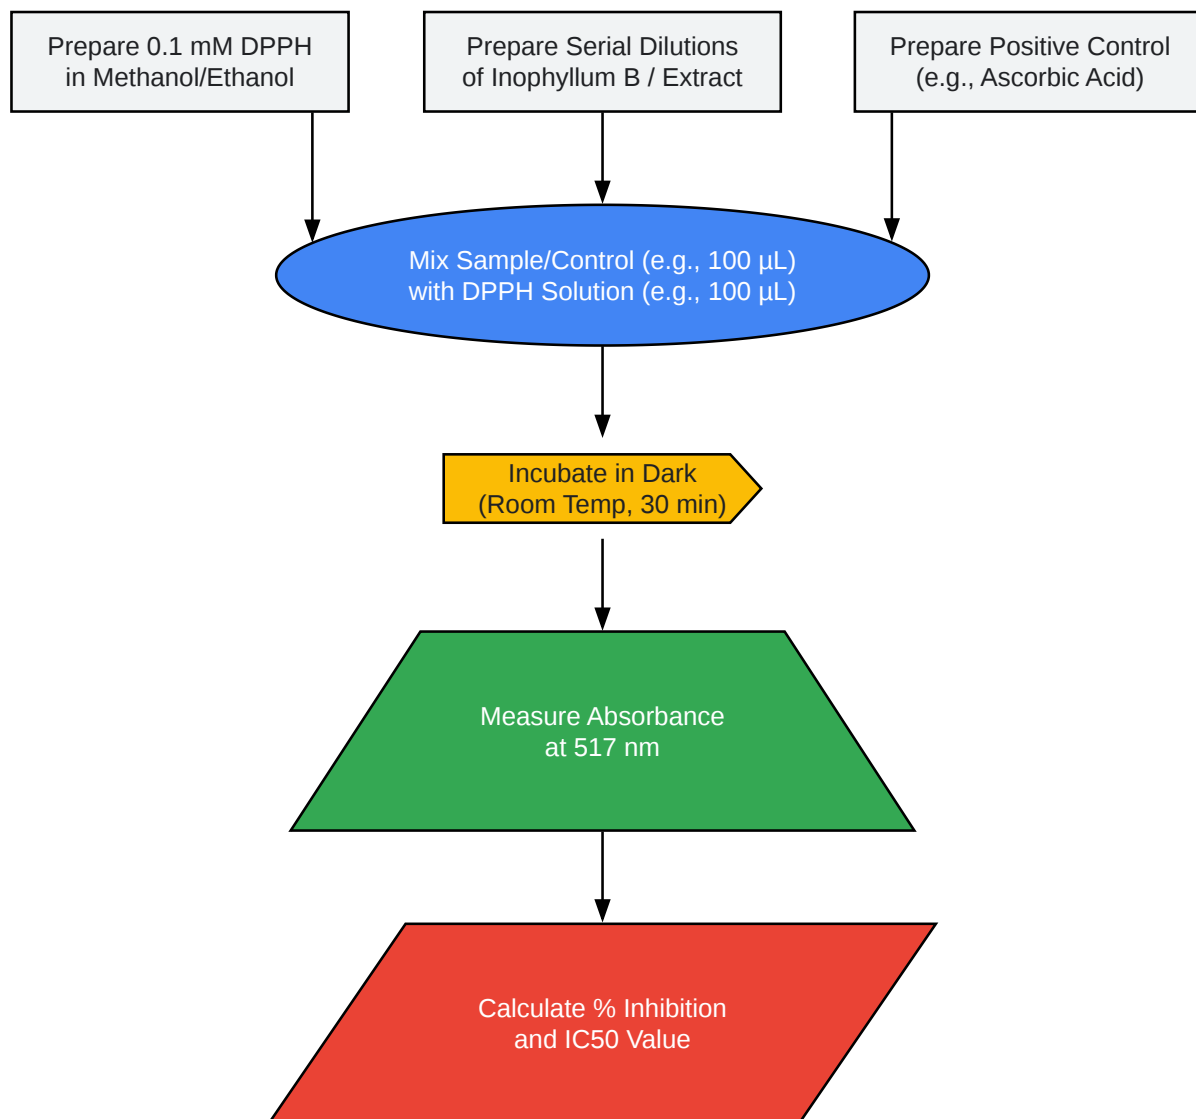 Prepare 0.1 mM DPPH
in Methanol/Ethanol
Prepare Serial Dilutions
of Inophyllum B / Extract
Prepare Positive Control
(e.g., Ascorbic Acid)
Mix Sample/Control (e.g., 100 µL)
with DPPH Solution (e.g., 100 µL)
Incubate in Dark
(Room Temp, 30 min)
Measure Absorbance
at 517 nm
Calculate % Inhibition
and IC50 Value